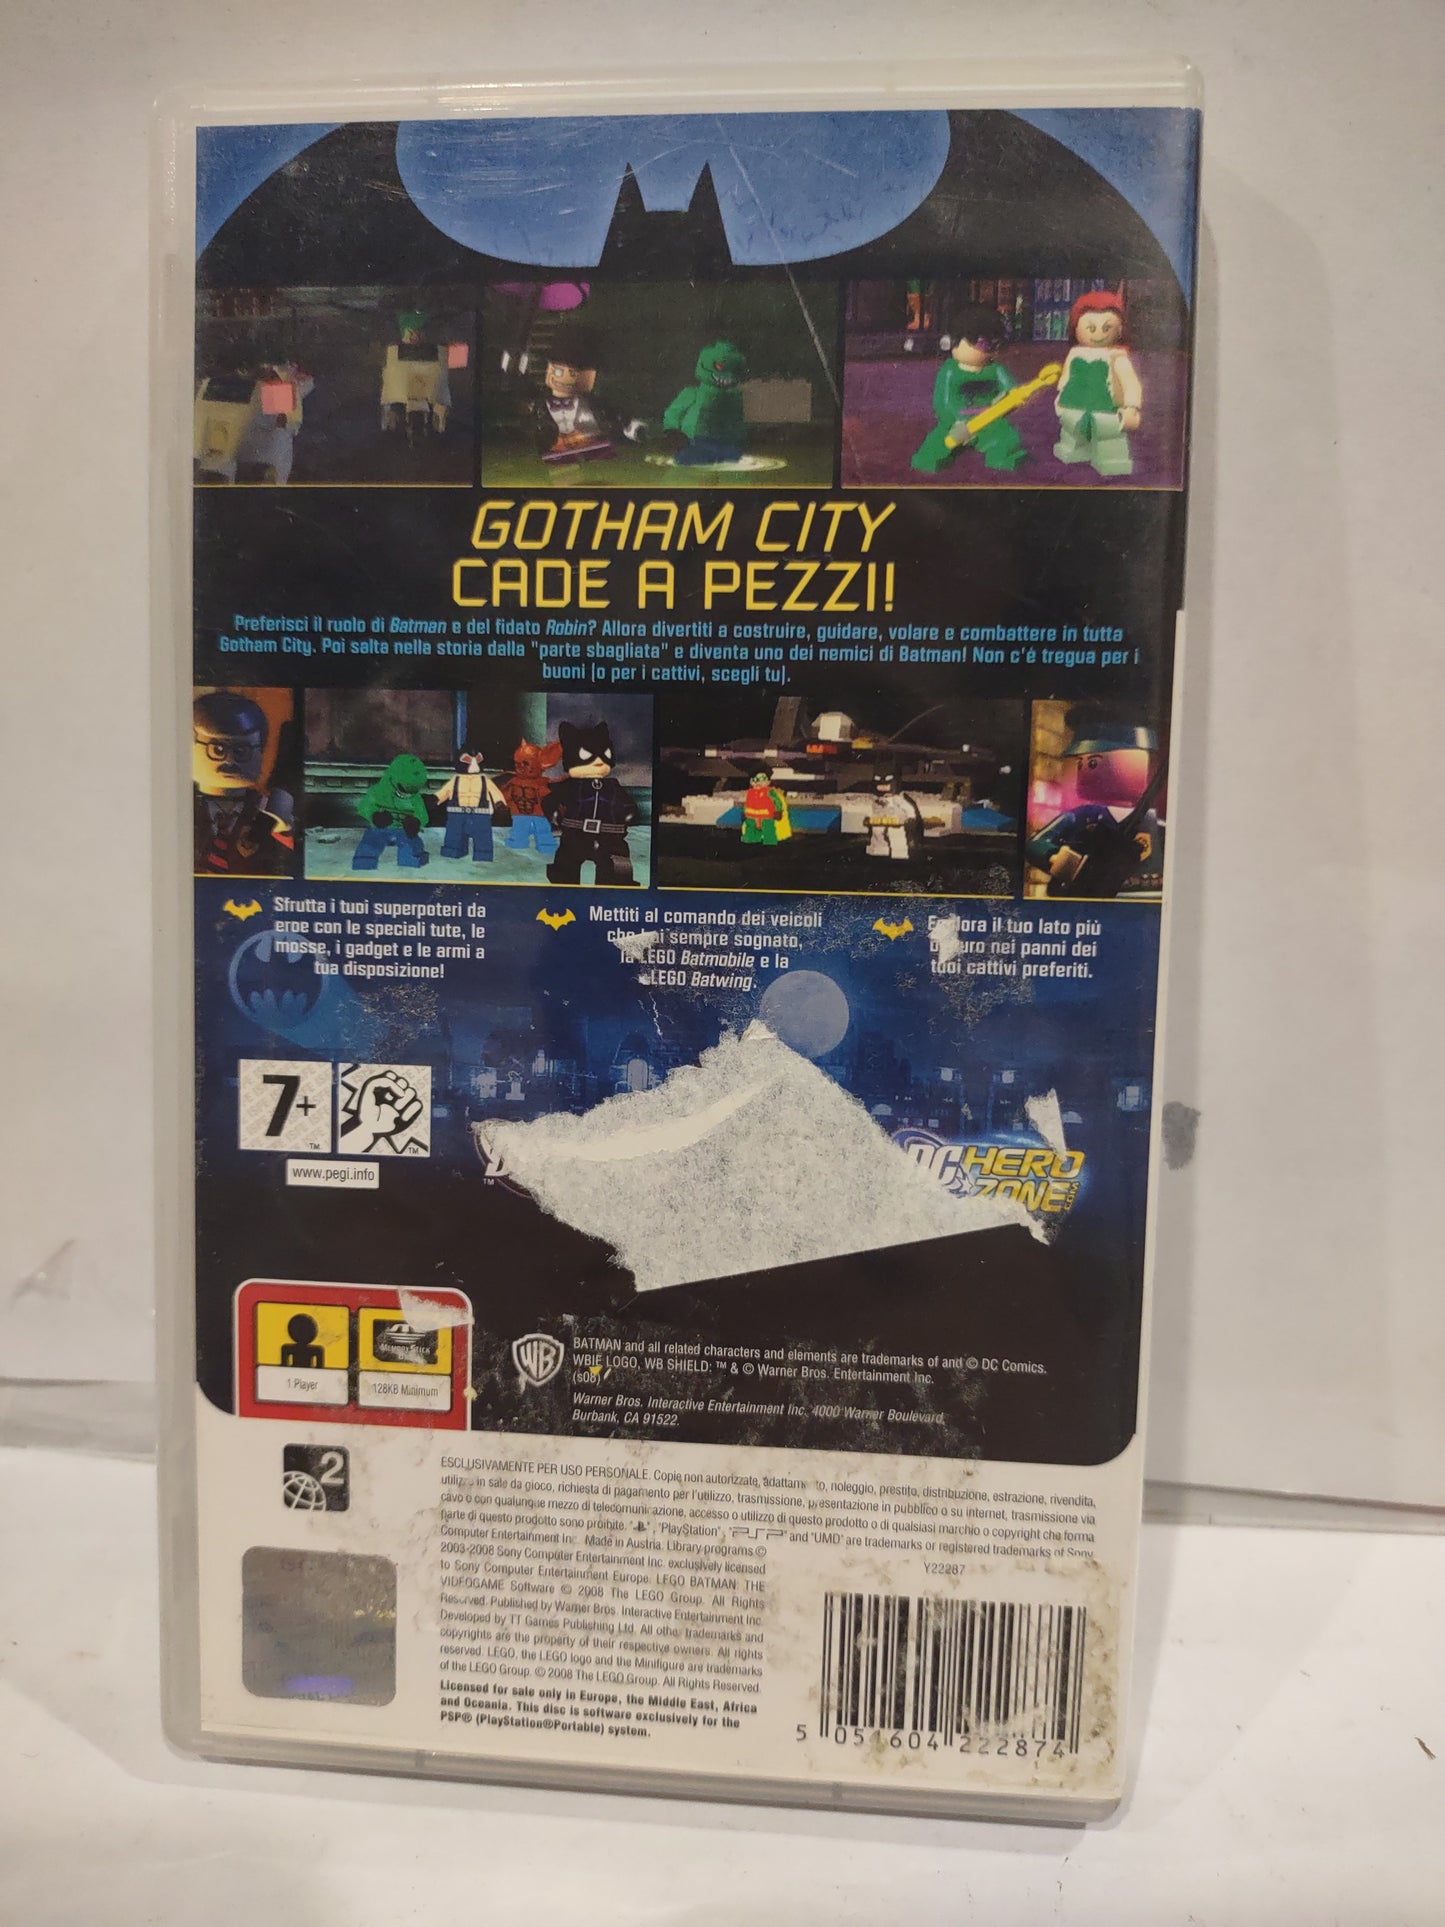 GOTHAM CITY
CADE A PEZZI!
Preferisci il ruolo di Batman e del fidato Robin? Allora divertiti a costruire, guidare, volare e combattere in tutta
Gotham City. Poi salta nella storia dalla "parte sbagliata" e diventa uno dei nemici di Batman! Non c'é tregua per i
buoni (o per i cattivi, scegli tu).
Sfrutta i tuoi superpoteri da
eroe con le speciali tute, le
mosse, i gadget e le armi a
tua disposizione!
Mettiti al comando dei veicoli
sempre sognato,
la LEGO Batmobile e la
LEGO Batwing.
il tuo lato più
nei panni dei
tuoi cattivi preferiti.
7+
TM
TM
www.pegi.info
TM
DC HERO
ZONE.COM
MEMORY STICK
1 Player
128KB Minimum
WB
BATMAN and all related characters and elements are trademarks of and © DC Comics.
WBIE LOGO, WB SHIELD: ™ & © Warner Bros. Entertainment Inc.
(s08)
Warner Bros. Interactive Entertainment Inc. 4000 Warner Boulevard,
Burbank, CA 91522.
2
ESCLUSIVAMENTE PER USO PERSONALE. Copie non autorizzate, noleggio, prestito, distribuzione, estrazione, rivendita,
in sale da gioco, richiesta di pagamento per l'utilizzo, trasmissione, presentazione in pubblico o su internet, trasmissione via
cavo o con qualunque mezzo di telecomunicazione, accesso o utilizzo di questo prodotto o di qualsiasi marchio o copyright che forma
parte di questo prodotto sono proibite. "PlayStation", "PSP" and "UMD" are trademarks or registered trademarks of Sony
Computer Entertainment Inc. Made in Austria. Library programs ©
2003-2008 Sony Computer Entertainment Inc. exclusively licensed
to Sony Computer Entertainment Europe. LEGO BATMAN: THE
VIDEOGAME Software © 2008 The LEGO Group. All Rights
Reserved. Published by Warner Bros. Interactive Entertainment Inc.
Developed by TT Games Publishing Ltd. All other trademarks and
copyrights are the property of their respective owners. All rights
reserved. LEGO, the LEGO logo and the Minifigure are trademarks
of the LEGO Group. © 2008 The LEGO Group. All Rights Reserved.
Licensed for sale only in Europe, the Middle East, Africa
and Oceania. This disc is software exclusively for the
PSP® (PlayStation®Portable) system.
Y22287
5 051604 222874